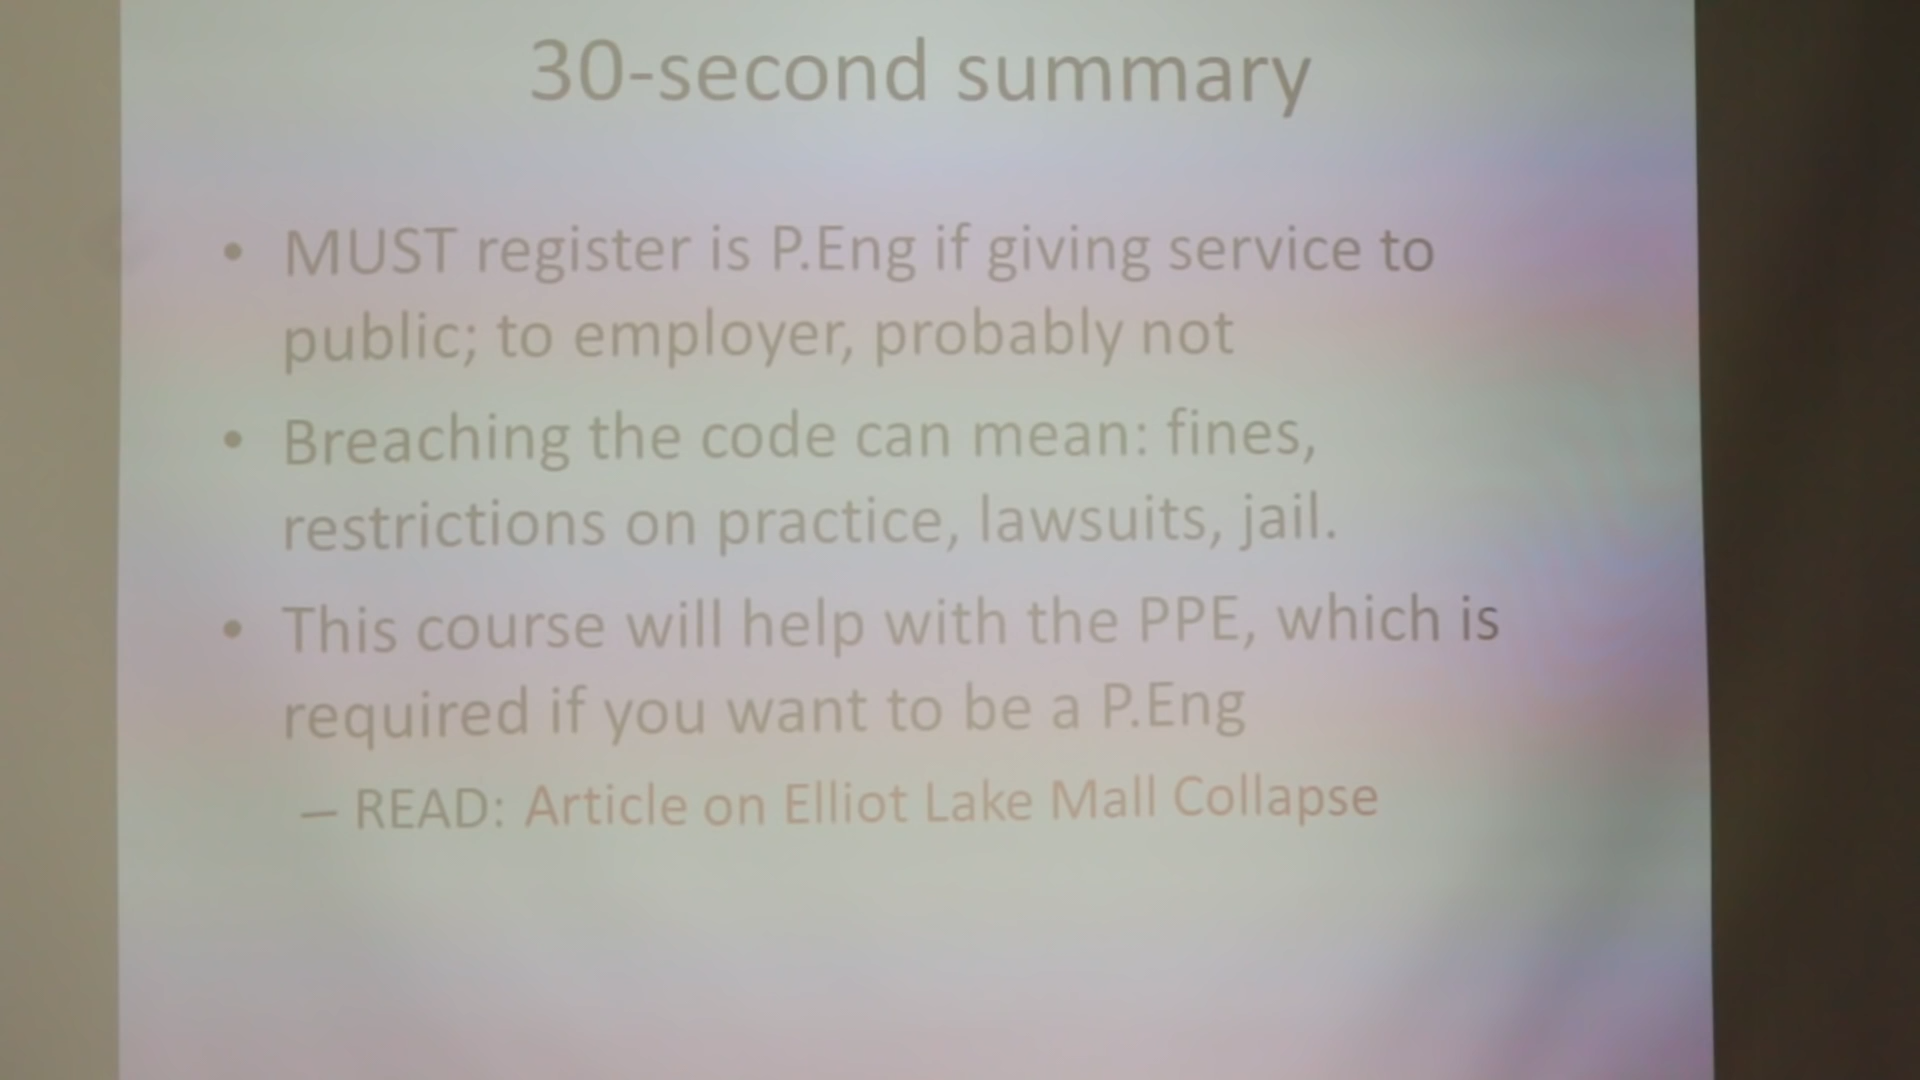 30-second summary
• MUST register is P.Eng if giving service to
public; to employer, probably not
• Breaching the code can mean: fines,
restrictions on practice, lawsuits, jail.
• This course will help with the PPE, which is
required if you want to be a P.Eng
– READ: Article on Elliot Lake Mall Collapse